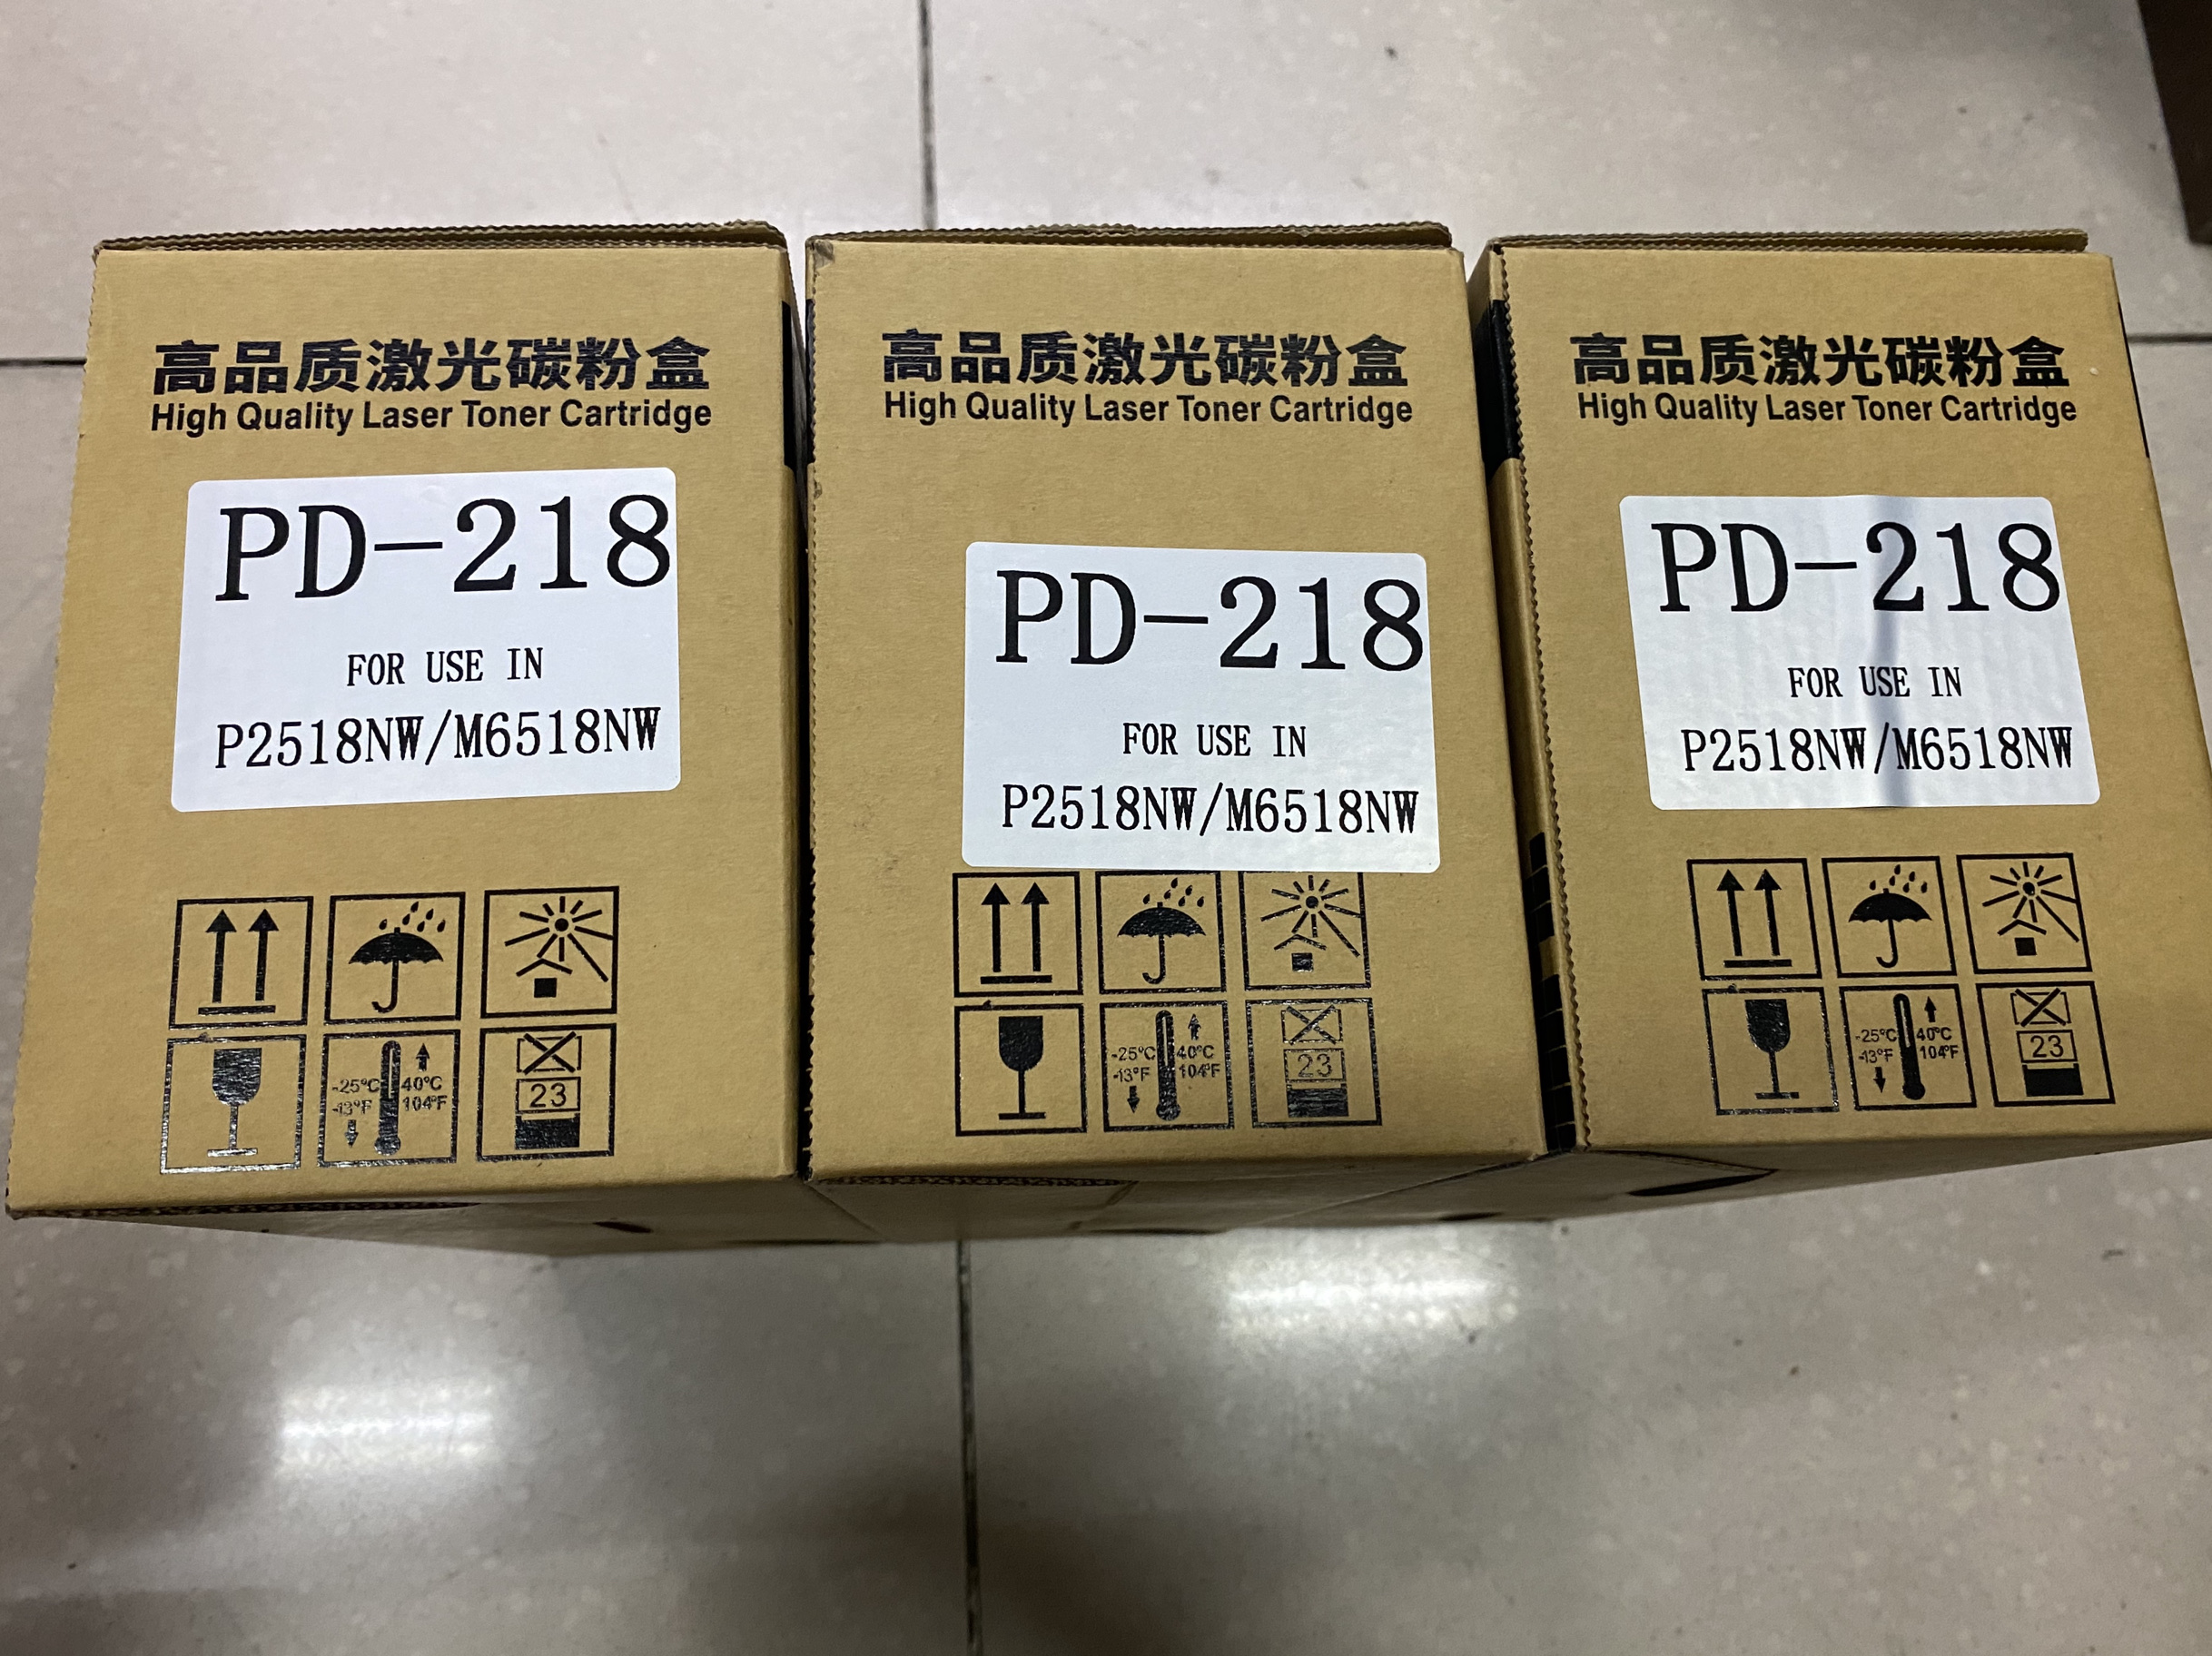 高品质激光碳粉盒
High Quality Laser Toner Cartridge
PD-218
FOR USE IN
P2518NW/M6518NW
-25°C 40°C
-13°F 104°F
23
高品质激光碳粉盒
High Quality Laser Toner Cartridge
PD-218
FOR USE IN
P2518NW/M6518NW
-25°C 40°C
-13°F 104°F
23
高品质激光碳粉盒
High Quality Laser Toner Cartridge
PD-218
FOR USE IN
P2518NW/M6518NW
-25°C 40°C
-13°F 104°F
23